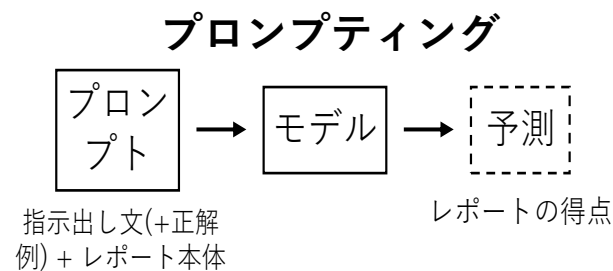 プロンプティング
プロン
プト
モデル
予測
指示出し文(+正解
例) + レポート本体
レポートの得点